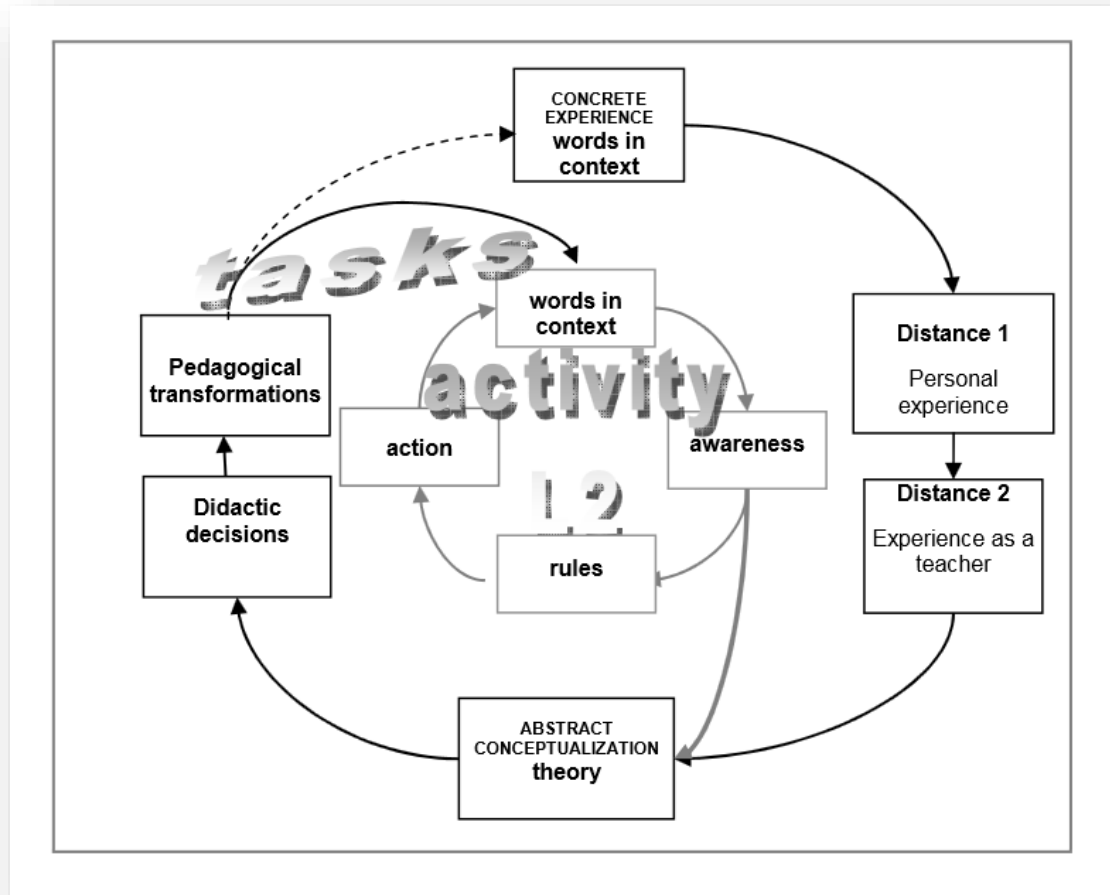 CONCRETE
EXPERIENCE
words in
context
tasks
words in
context
Distance 1
Personal
experience
Pedagogical
transformations
activity
action
awareness
Didactic
decisions
L2
Distance 2
Experience as a
teacher
rules
ABSTRACT
CONCEPTUALIZATION
theory